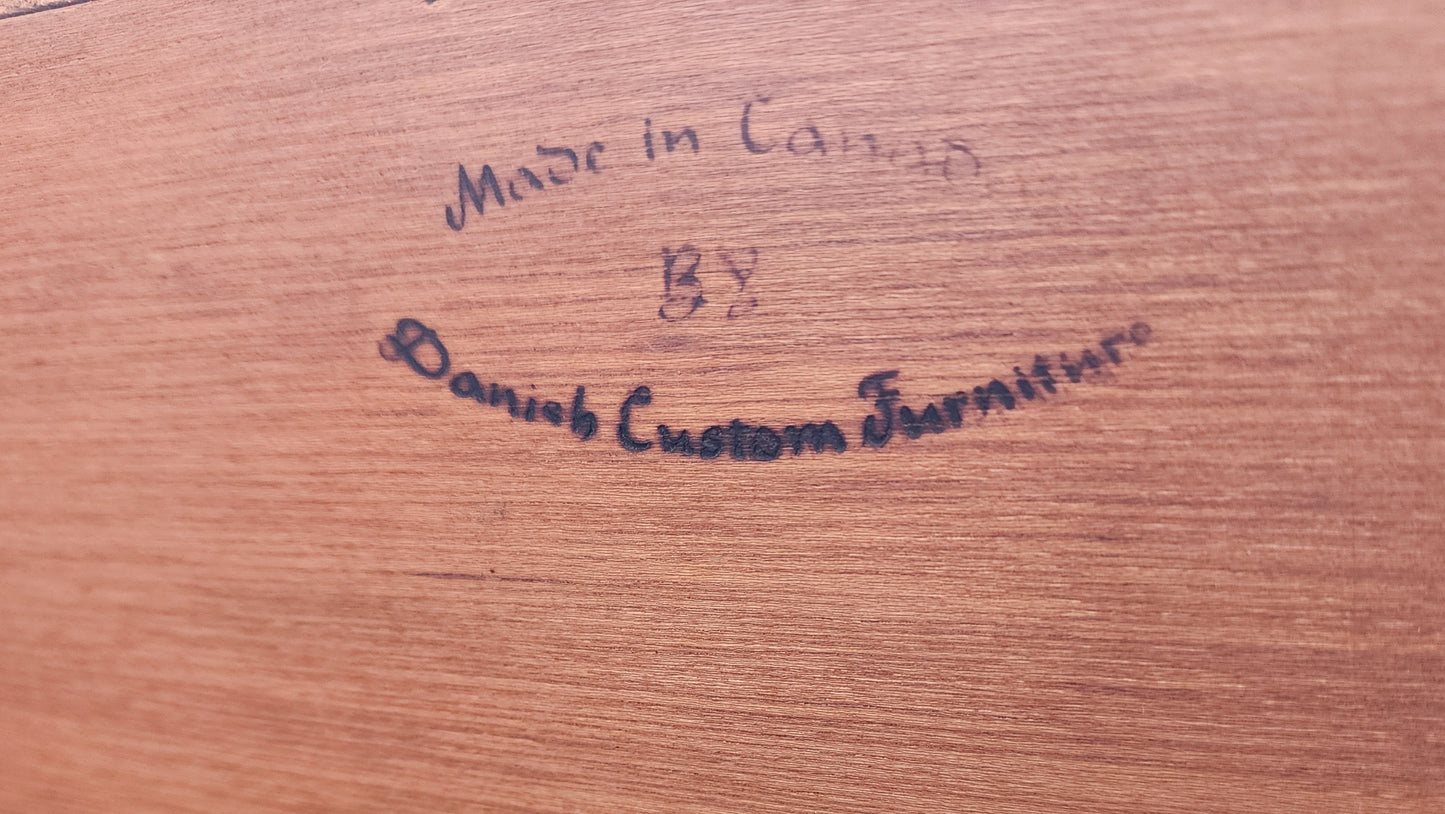 Made in Canada
BY
Danish Custom Furniture